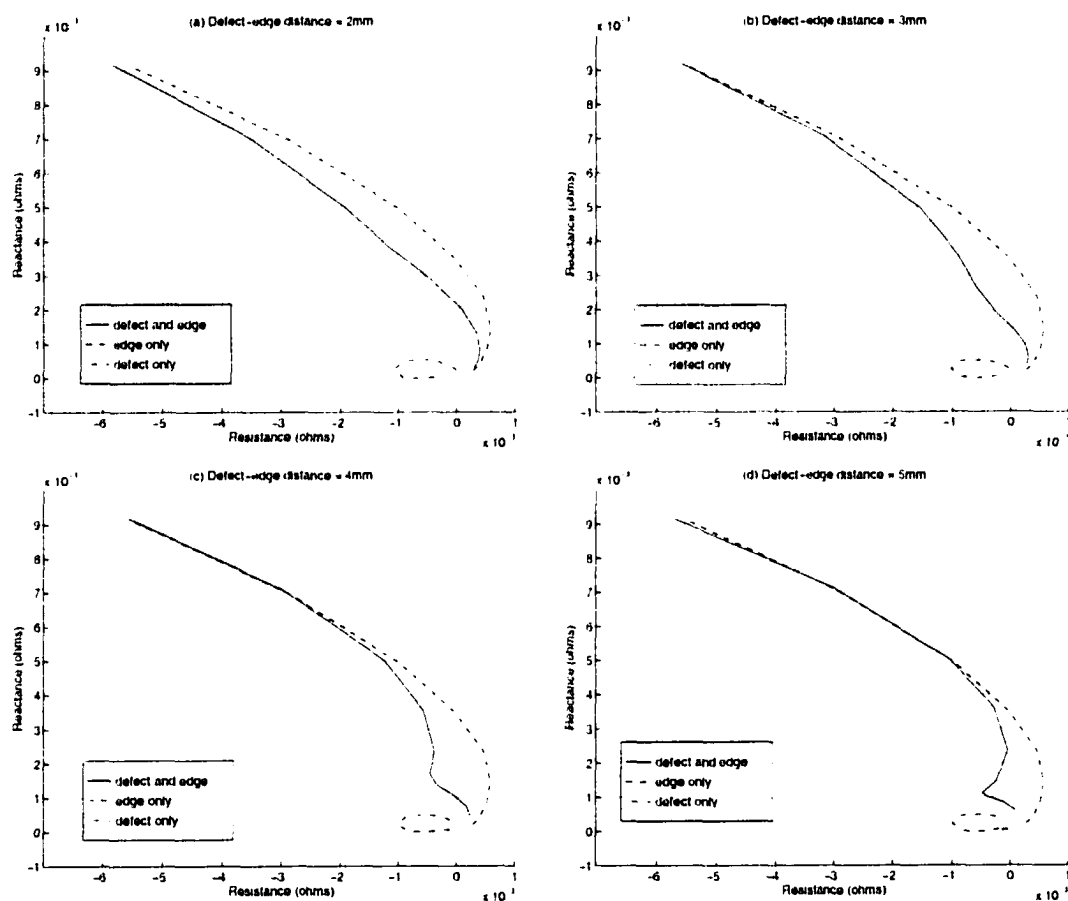 (a) Defect-edge distance = 2mm
x 10⁻³
9
8
7
6
5
4
3
2
1
0
-1
Reactance (ohms)
defect and edge
edge only
defect only
-6 -5 -4 -3 -2 -1 0 1
Resistance (ohms)
(b) Defect-edge distance = 3mm
9
8
7
6
5
4
3
2
1
0
-1
Reactance (ohms)
defect and edge
edge only
defect only
-6 -5 -4 -3 -2 -1 0 1
Resistance (ohms)
(c) Defect-edge distance = 4mm
9
8
7
6
5
4
3
2
1
0
-1
Reactance (ohms)
defect and edge
edge only
defect only
-6 -5 -4 -3 -2 -1 0 1
Resistance (ohms)
(d) Defect-edge distance = 5mm
x 10⁻³
9
8
7
6
5
4
3
2
1
0
-1
Reactance (ohms)
defect and edge
edge only
defect only
-6 -5 -4 -3 -2 -1 0 1
Resistance (ohms)